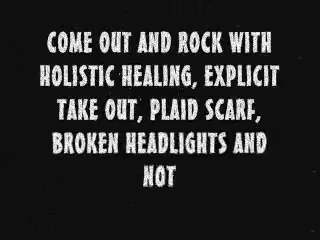 COME OUT AND ROCK WITH
HOLISTIC HEALING, EXPLICIT
TAKE OUT, PLAID SCARF,
BROKEN HEADLIGHTS AND
NOT